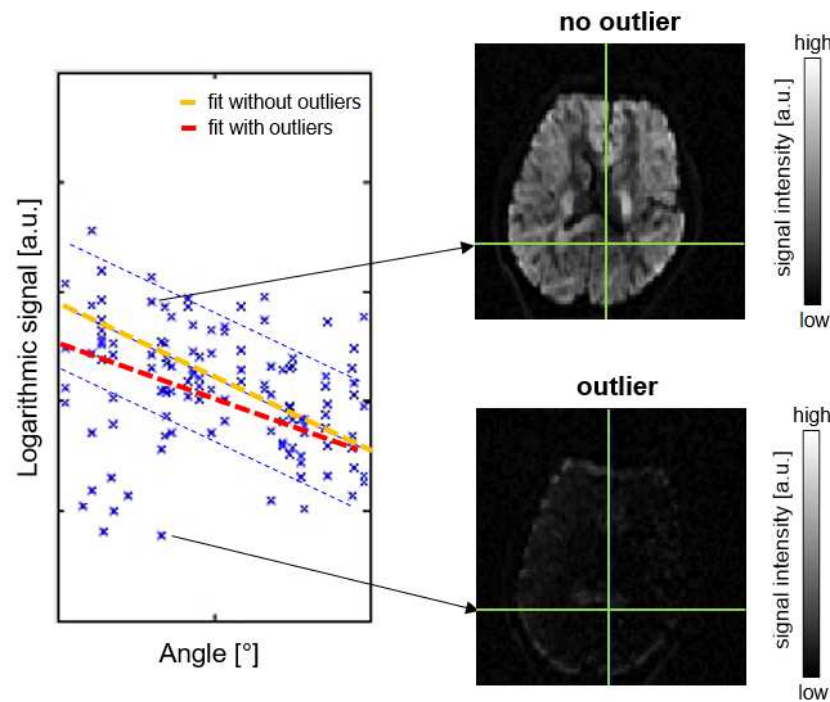 no outlier
high
signal intensity [a.u.]
low
fit without outliers
fit with outliers
Logarithmic signal [a.u.]
Angle [°]
outlier
high
signal intensity [a.u.]
low